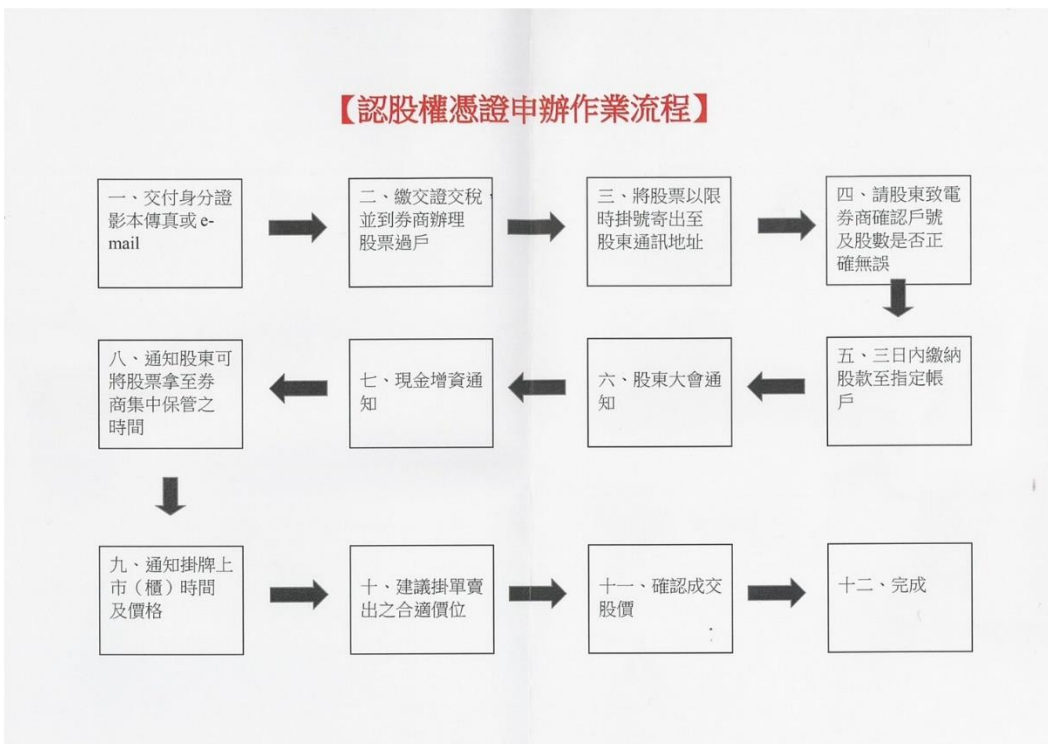 【認股權憑證申辦作業流程】
一、交付身分證
影本傳真或 e-
mail
二、繳交證交稅
並到券商辦理
股票過戶
三、將股票以限
時掛號寄出至
股東通訊地址
四、請股東致電
券商確認戶號
及股數是否正
確無誤
五、三日內繳納
股款至指定帳
戶
六、股東大會通
知
七、現金增資通
知
八、通知股東可
將股票拿至券
商集中保管之
時間
九、通知掛牌上
市（櫃）時間
及價格
十、建議掛單賣
出之合適價位
十一、確認成交
股價
十二、完成